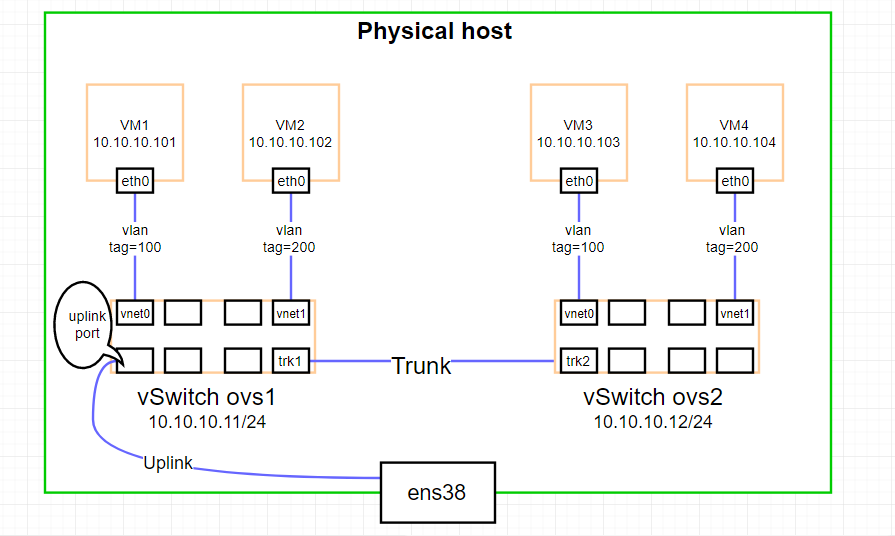 Physical host
VM1
10.10.10.101
VM2
10.10.10.102
VM3
10.10.10.103
VM4
10.10.10.104
eth0
eth0
eth0
eth0
vlan
tag=100
vlan
tag=200
vlan
tag=100
vlan
tag=200
uplink
port
vnet0
vnet1
vnet0
vnet1
trk1
Trunk
trk2
vSwitch ovs1
10.10.10.11/24
vSwitch ovs2
10.10.10.12/24
Uplink
ens38